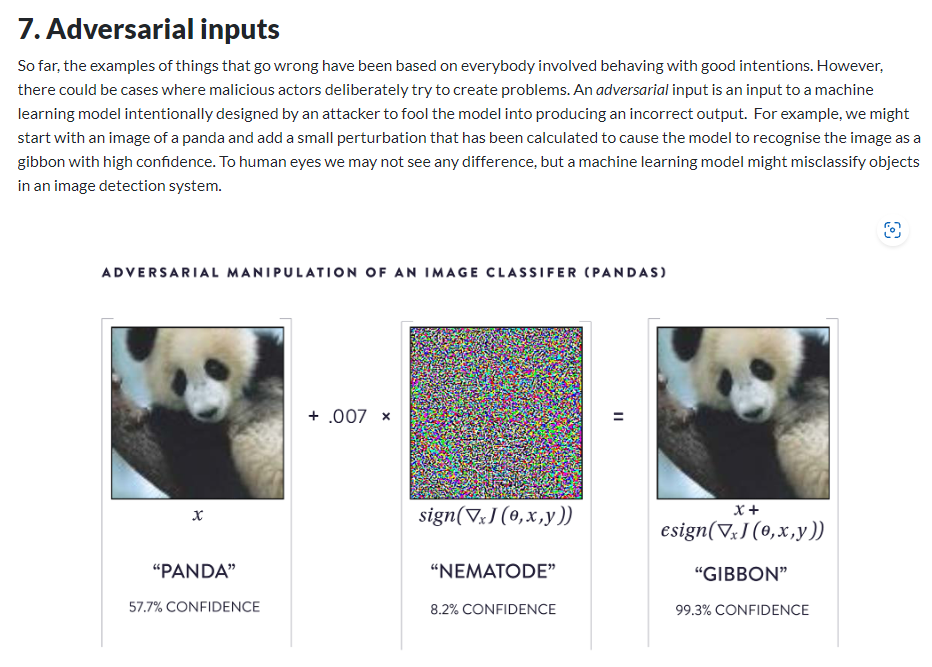 7. Adversarial inputs
So far, the examples of things that go wrong have been based on everybody involved behaving with good intentions. However,
there could be cases where malicious actors deliberately try to create problems. An adversarial input is an input to a machine
learning model intentionally designed by an attacker to fool the model into producing an incorrect output.  For example, we might
start with an image of a panda and add a small perturbation that has been calculated to cause the model to recognise the image as a
gibbon with high confidence. To human eyes we may not see any difference, but a machine learning model might misclassify objects
in an image detection system.
ADVERSARIAL MANIPULATION OF AN IMAGE CLASSIFER (PANDAS)
+ .007 ×
=
x
sign(∇ₓJ(θ,x,y))
x +
ϵsign(∇ₓJ(θ,x,y))
“PANDA”
“NEMATODE”
“GIBBON”
57.7% CONFIDENCE
8.2% CONFIDENCE
99.3% CONFIDENCE